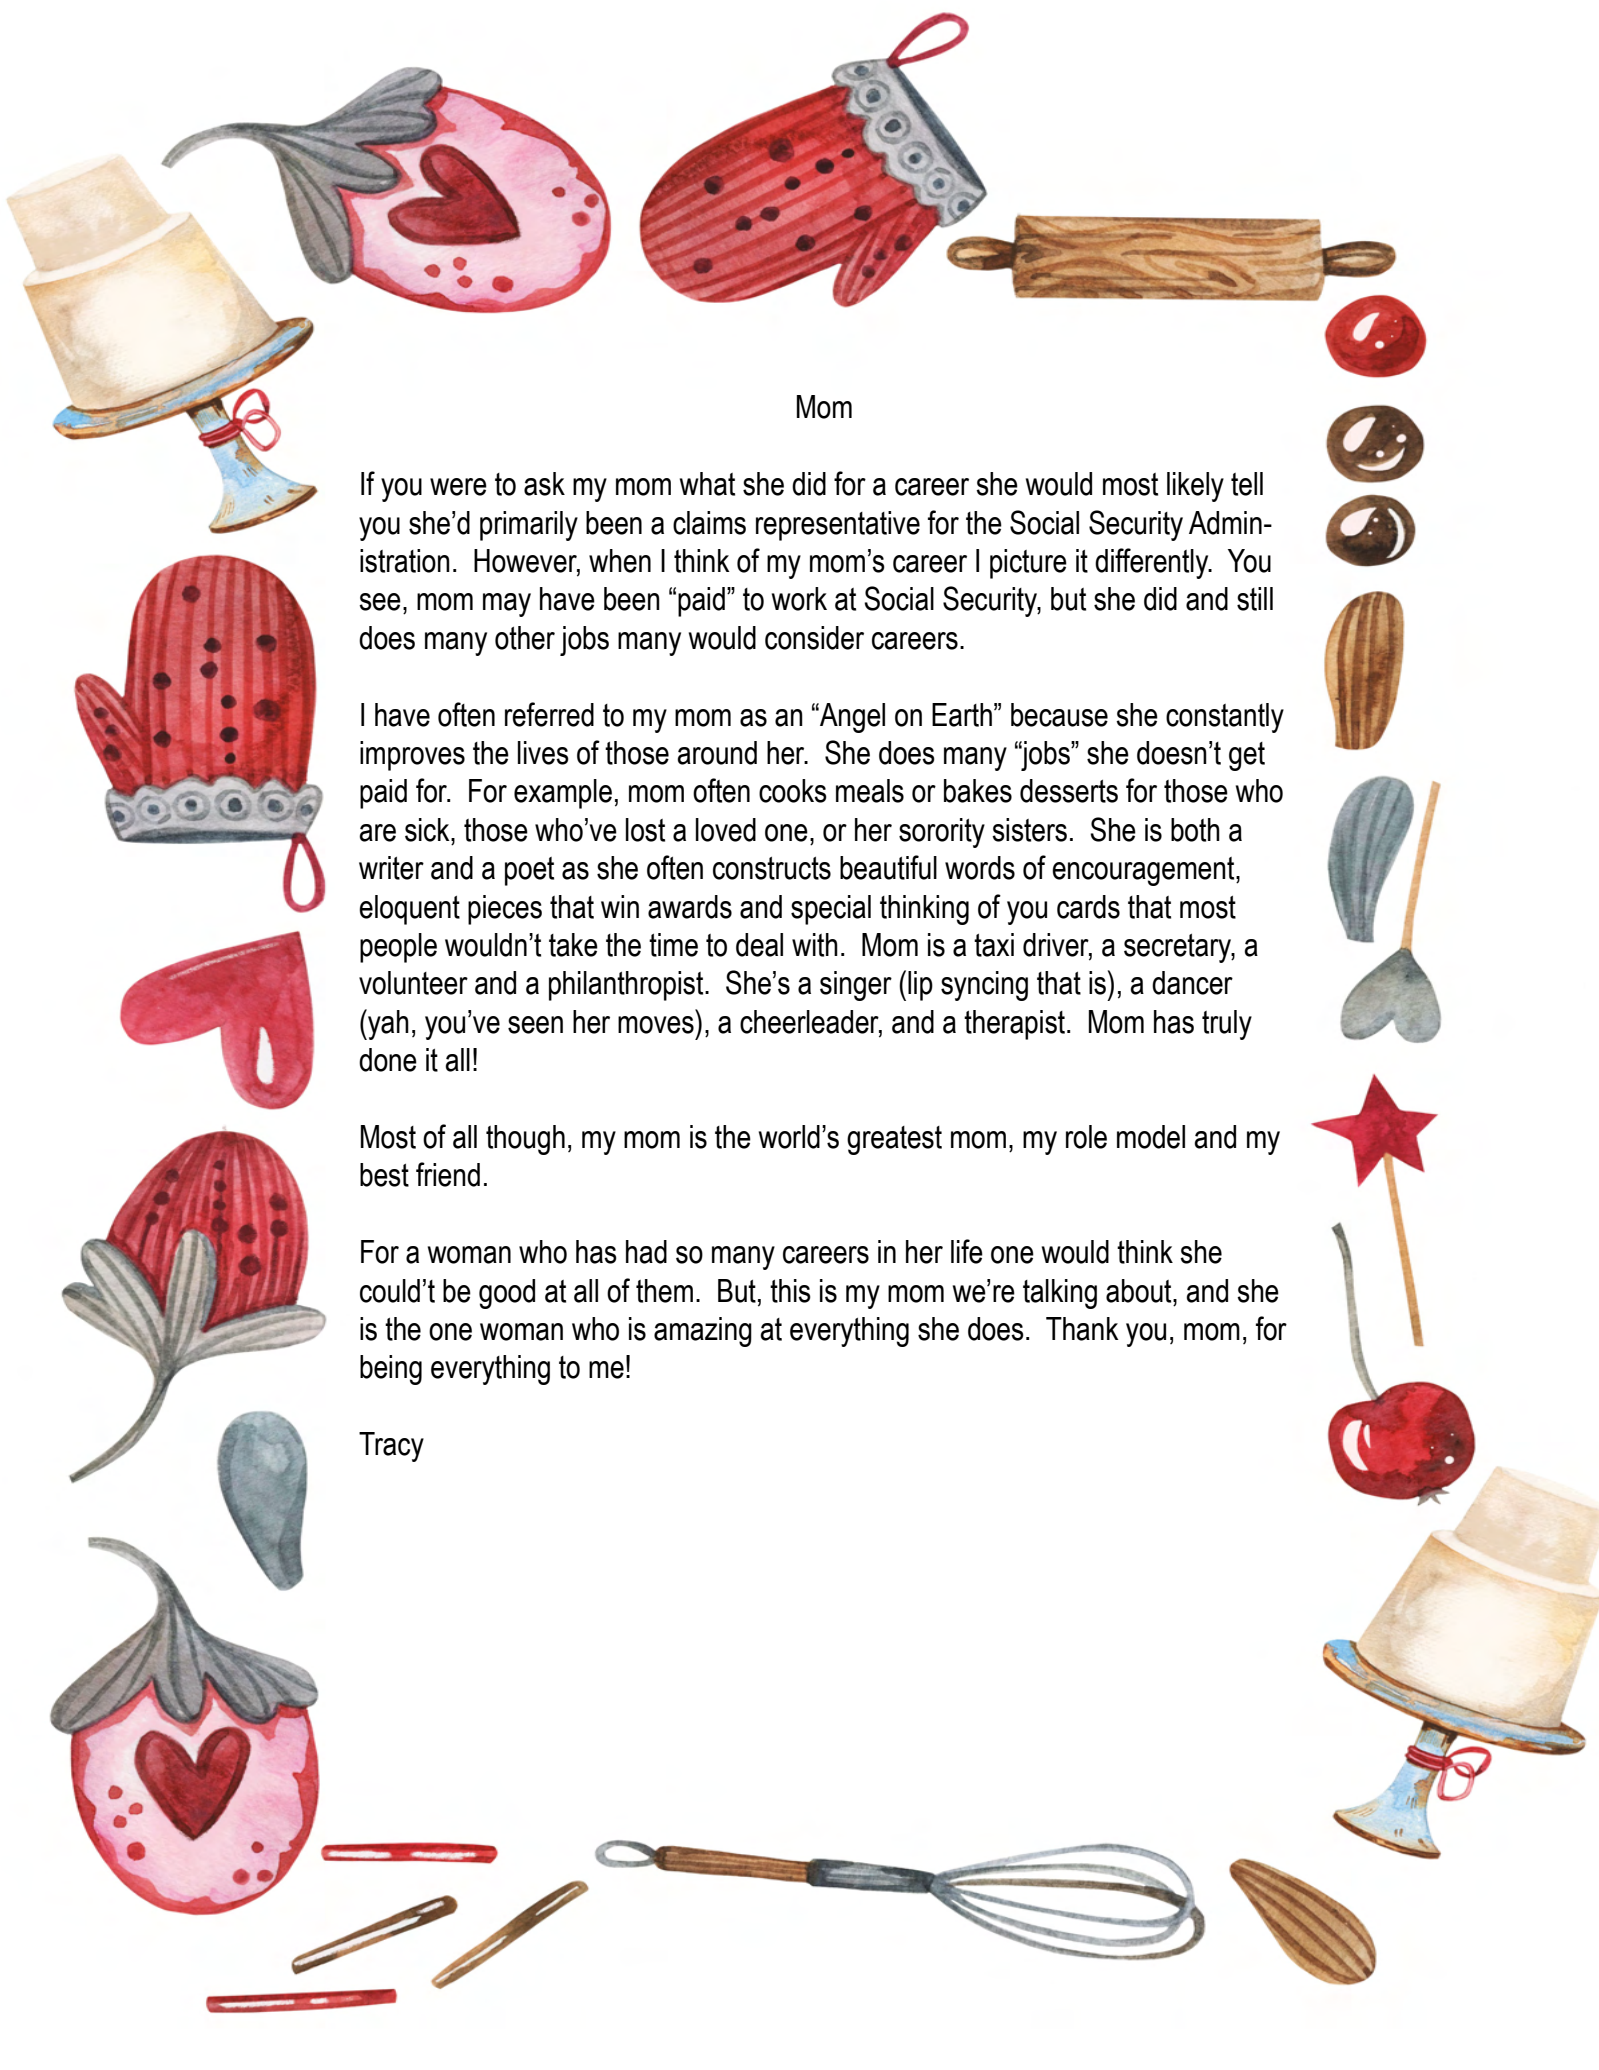 Mom
If you were to ask my mom what she did for a career she would most likely tell
you she’d primarily been a claims representative for the Social Security Admin-
istration.  However, when I think of my mom’s career I picture it differently.  You
see, mom may have been “paid” to work at Social Security, but she did and still
does many other jobs many would consider careers.
I have often referred to my mom as an “Angel on Earth” because she constantly
improves the lives of those around her.  She does many “jobs” she doesn’t get
paid for.  For example, mom often cooks meals or bakes desserts for those who
are sick, those who’ve lost a loved one, or her sorority sisters.  She is both a
writer and a poet as she often constructs beautiful words of encouragement,
eloquent pieces that win awards and special thinking of you cards that most
people wouldn’t take the time to deal with.  Mom is a taxi driver, a secretary, a
volunteer and a philanthropist.  She’s a singer (lip syncing that is), a dancer
(yah, you’ve seen her moves), a cheerleader, and a therapist.  Mom has truly
done it all!
Most of all though, my mom is the world’s greatest mom, my role model and my
best friend.
For a woman who has had so many careers in her life one would think she
could’t be good at all of them.  But, this is my mom we’re talking about, and she
is the one woman who is amazing at everything she does.  Thank you, mom, for
being everything to me!
Tracy